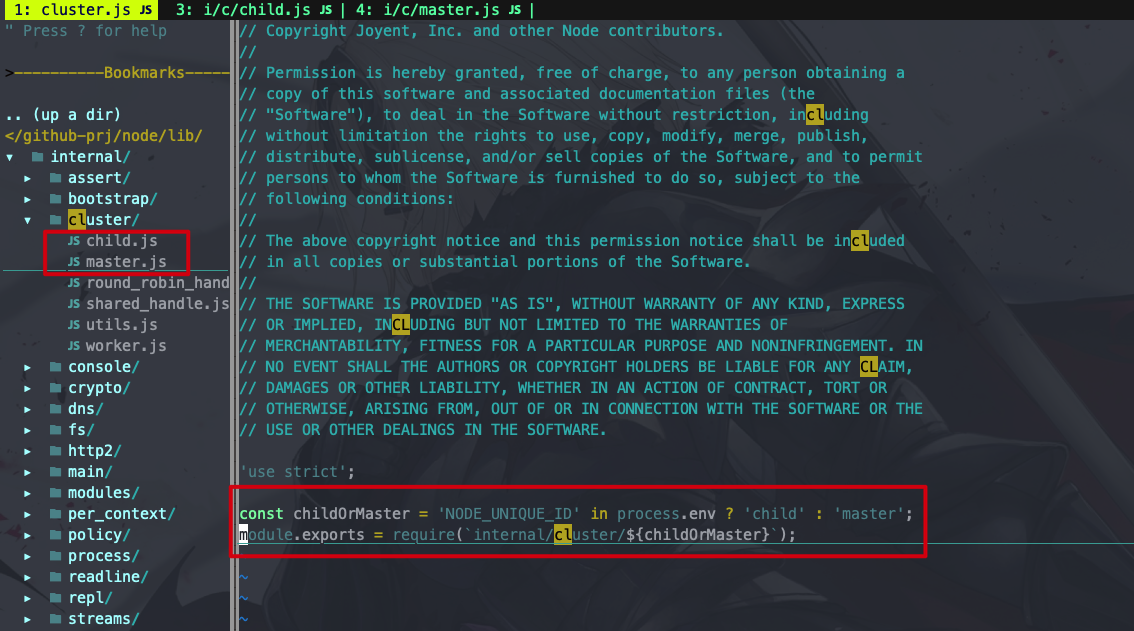 1: cluster.js JS 3: i/c/child.js JS | 4: i/c/master.js JS |
" Press ? for help
>----------Bookmarks-----
.. (up a dir)
</github-prj/node/lib/
▾ internal/
▸ assert/
▸ bootstrap/
▾ cluster/
JS child.js
JS master.js
JS round_robin_hand
JS shared_handle.js
JS utils.js
JS worker.js
▸ console/
▸ crypto/
▸ dns/
▸ fs/
▸ http2/
▸ main/
▸ modules/
▸ per_context/
▸ policy/
▸ process/
▸ readline/
▸ repl/
▸ streams/
// Copyright Joyent, Inc. and other Node contributors.
//
// Permission is hereby granted, free of charge, to any person obtaining a
// copy of this software and associated documentation files (the
// "Software"), to deal in the Software without restriction, including
// without limitation the rights to use, copy, modify, merge, publish,
// distribute, sublicense, and/or sell copies of the Software, and to permit
// persons to whom the Software is furnished to do so, subject to the
// following conditions:
//
// The above copyright notice and this permission notice shall be included
// in all copies or substantial portions of the Software.
//
// THE SOFTWARE IS PROVIDED "AS IS", WITHOUT WARRANTY OF ANY KIND, EXPRESS
// OR IMPLIED, INCLUDING BUT NOT LIMITED TO THE WARRANTIES OF
// MERCHANTABILITY, FITNESS FOR A PARTICULAR PURPOSE AND NONINFRINGEMENT. IN
// NO EVENT SHALL THE AUTHORS OR COPYRIGHT HOLDERS BE LIABLE FOR ANY CLAIM,
// DAMAGES OR OTHER LIABILITY, WHETHER IN AN ACTION OF CONTRACT, TORT OR
// OTHERWISE, ARISING FROM, OUT OF OR IN CONNECTION WITH THE SOFTWARE OR THE
// USE OR OTHER DEALINGS IN THE SOFTWARE.
'use strict';
const childOrMaster = 'NODE_UNIQUE_ID' in process.env ? 'child' : 'master';
module.exports = require(`internal/cluster/${childOrMaster}`);
~
~
~